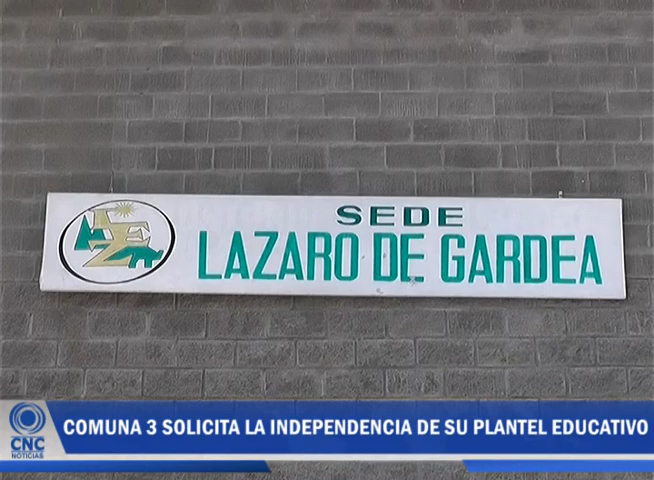 SEDE
LAZARO DE GARDEA
COMUNA 3 SOLICITA LA INDEPENDENCIA DE SU PLANTEL EDUCATIVO
CNC
NOTICIAS